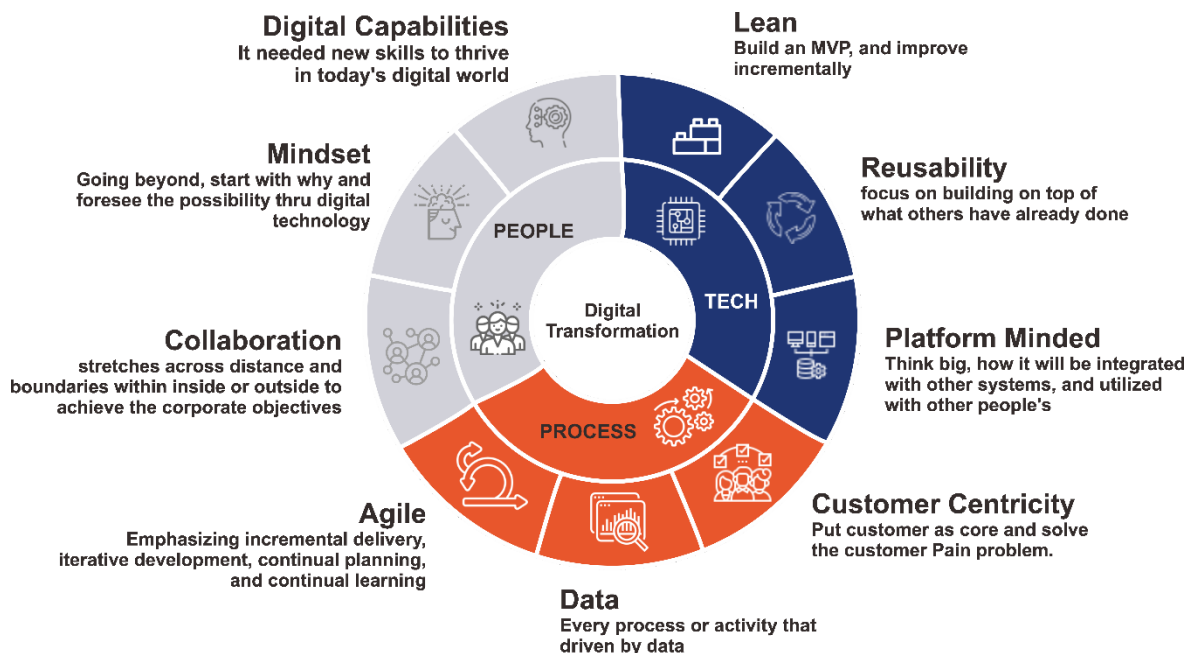 Digital Capabilities
It needed new skills to thrive
in today's digital world
Lean
Build an MVP, and improve
incrementally
Mindset
Going beyond, start with why and
foresee the possibility thru digital
technology
Reusability
focus on building on top of
what others have already done
PEOPLE
TECH
Digital
Transformation
PROCESS
Collaboration
stretches across distance and
boundaries within inside or outside to
achieve the corporate objectives
Platform Minded
Think big, how it will be integrated
with other systems, and utilized
with other people's
Agile
Emphasizing incremental delivery,
iterative development, continual planning,
and continual learning
Customer Centricity
Put customer as core and solve
the customer Pain problem.
Data
Every process or activity that
driven by data